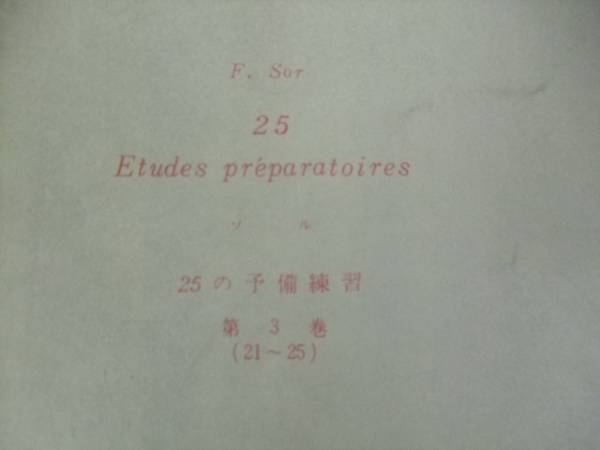 F. Sor
25
Etudes préparatoires
ソル
25の予備練習
第3巻
(21~25)